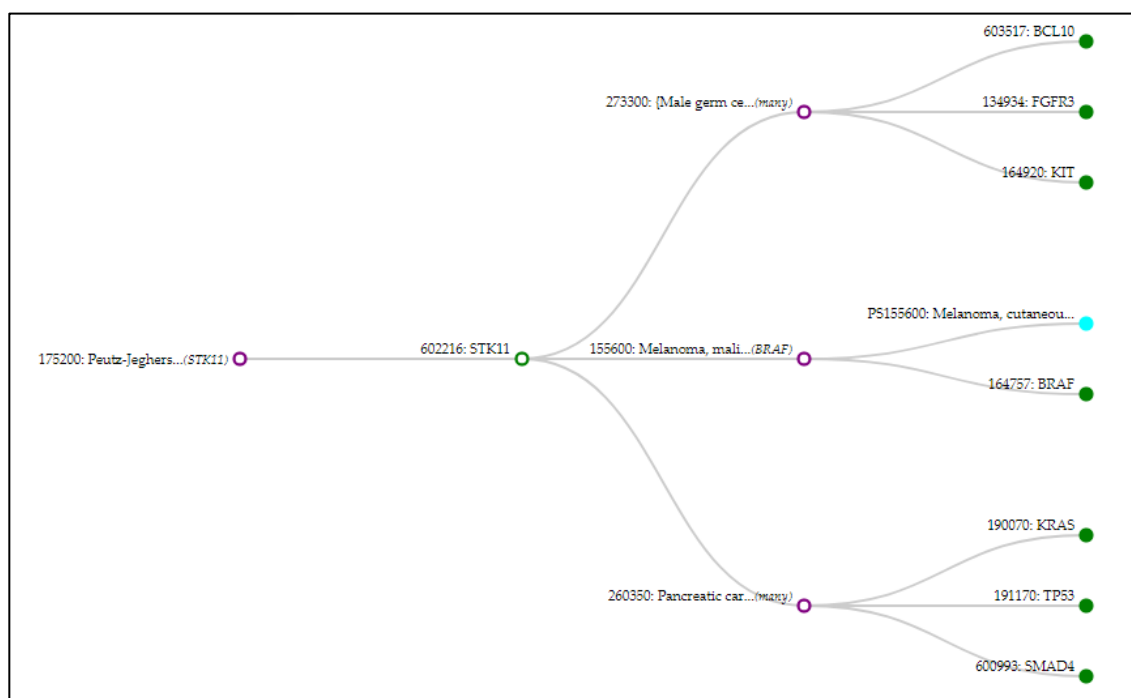 603517: BCL10
273300: {Male germ ce...(many)
134934: FGFR3
164920: KIT
PS155600: Melanoma, cutaneou...
175200: Peutz-Jeghers...(STK11)
602216: STK11
155600: Melanoma, mali...(BRAF)
164757: BRAF
190070: KRAS
260350: Pancreatic car...(many)
191170: TP53
600993: SMAD4